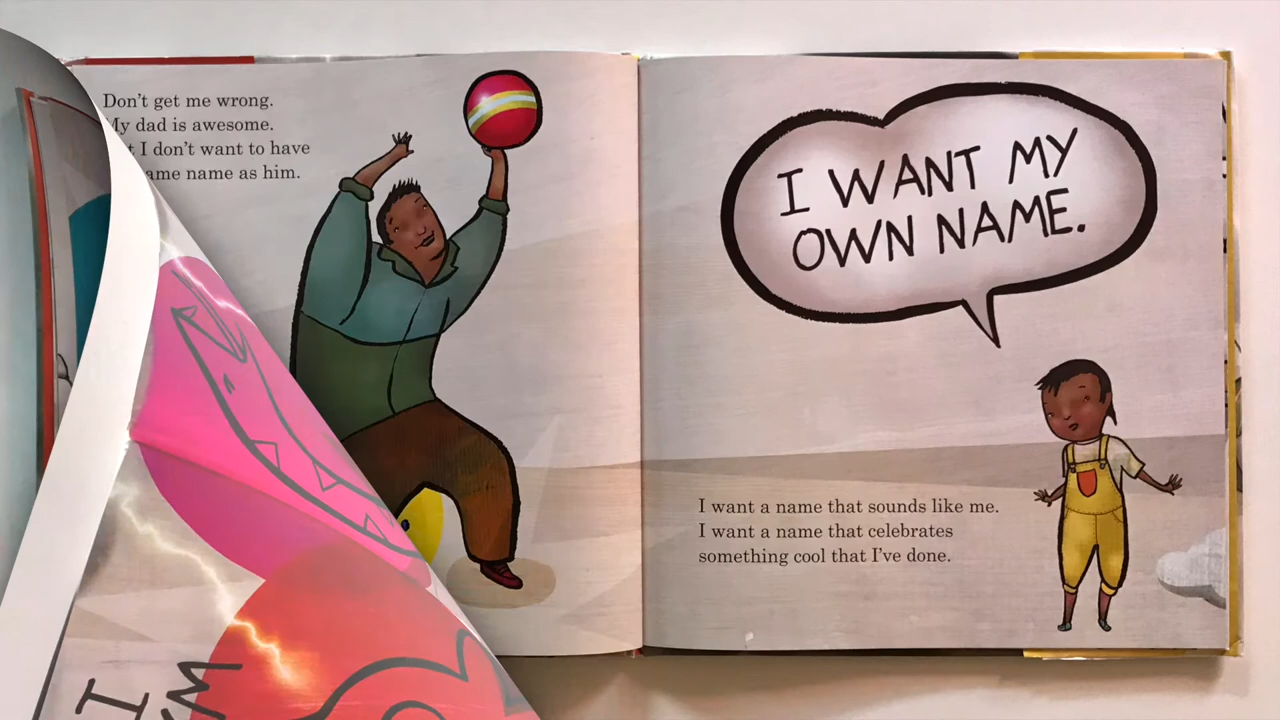 Don't get me wrong.
My dad is awesome.
I don't want to have
name as him.
I WANT MY
OWN NAME.
I want a name that sounds like me.
I want a name that celebrates
something cool that I've done.
I